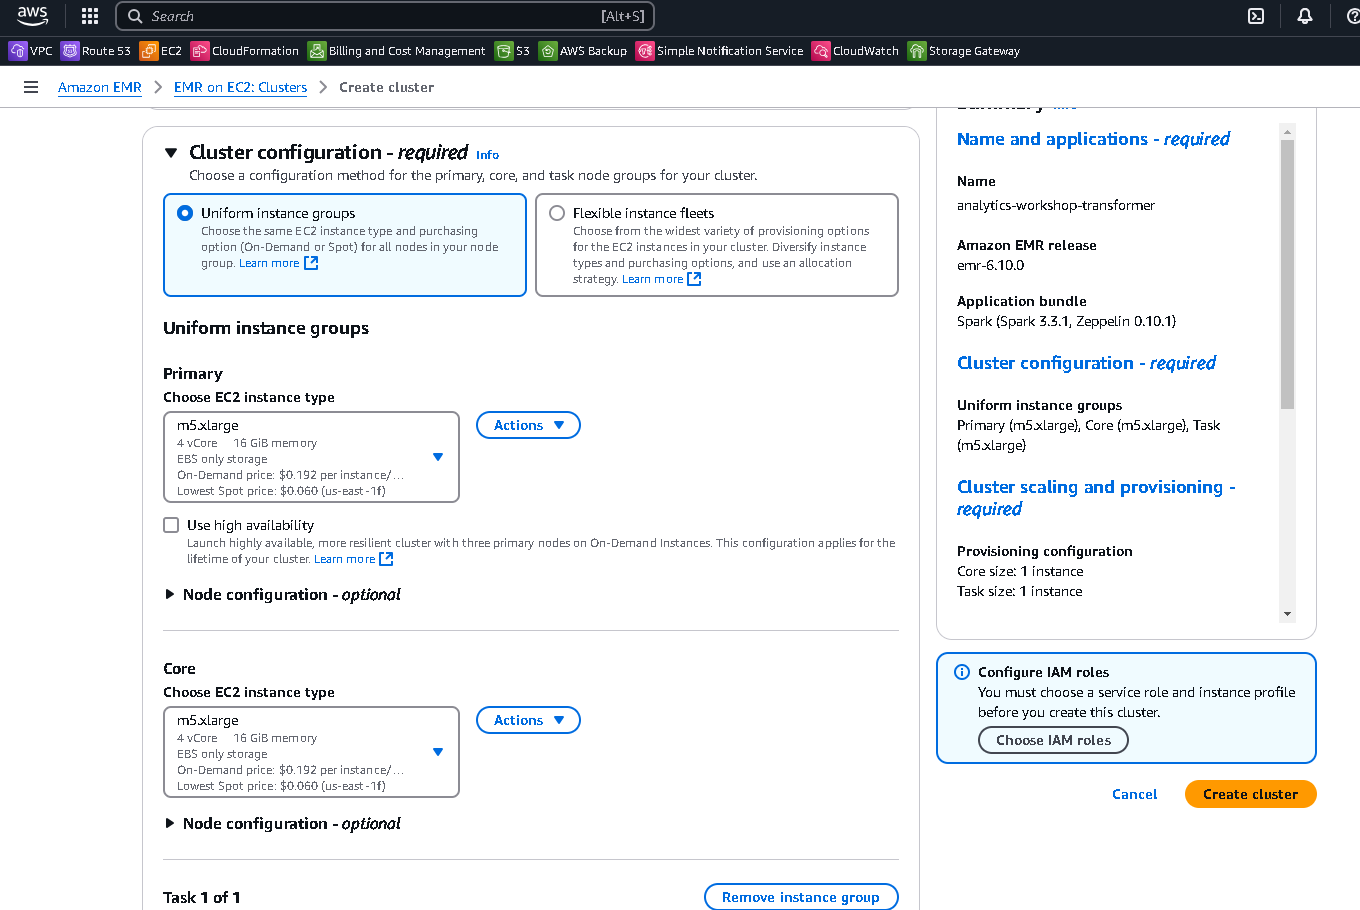 aws
Search
[Alt+S]
VPC
Route 53
EC2
CloudFormation
Billing and Cost Management
S3
AWS Backup
Simple Notification Service
CloudWatch
Storage Gateway
Amazon EMR
EMR on EC2: Clusters
Create cluster
Cluster configuration - required Info
Choose a configuration method for the primary, core, and task node groups for your cluster.
Uniform instance groups
Choose the same EC2 instance type and purchasing
option (On-Demand or Spot) for all nodes in your node
group. Learn more
Flexible instance fleets
Choose from the widest variety of provisioning options
for the EC2 instances in your cluster. Diversify instance
types and purchasing options, and use an allocation
strategy. Learn more
Uniform instance groups
Primary
Choose EC2 instance type
m5.xlarge
4 vCore 16 GiB memory
EBS only storage
On-Demand price: $0.192 per instance/...
Lowest Spot price: $0.060 (us-east-1f)
Actions
Use high availability
Launch highly available, more resilient cluster with three primary nodes on On-Demand Instances. This configuration applies for the
lifetime of your cluster. Learn more
Node configuration - optional
Core
Choose EC2 instance type
m5.xlarge
4 vCore 16 GiB memory
EBS only storage
On-Demand price: $0.192 per instance/...
Lowest Spot price: $0.060 (us-east-1f)
Actions
Node configuration - optional
Task 1 of 1
Remove instance group
Summary Info
Name and applications - required
Name
analytics-workshop-transformer
Amazon EMR release
emr-6.10.0
Application bundle
Spark (Spark 3.3.1, Zeppelin 0.10.1)
Cluster configuration - required
Uniform instance groups
Primary (m5.xlarge), Core (m5.xlarge), Task
(m5.xlarge)
Cluster scaling and provisioning -
required
Provisioning configuration
Core size: 1 instance
Task size: 1 instance
Configure IAM roles
You must choose a service role and instance profile
before you create this cluster.
Choose IAM roles
Cancel
Create cluster